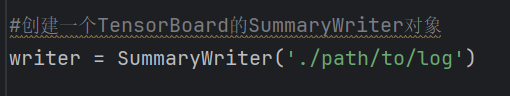 #创建一个TensorBoard的SummaryWriter对象
writer = SummaryWriter('./path/to/log')